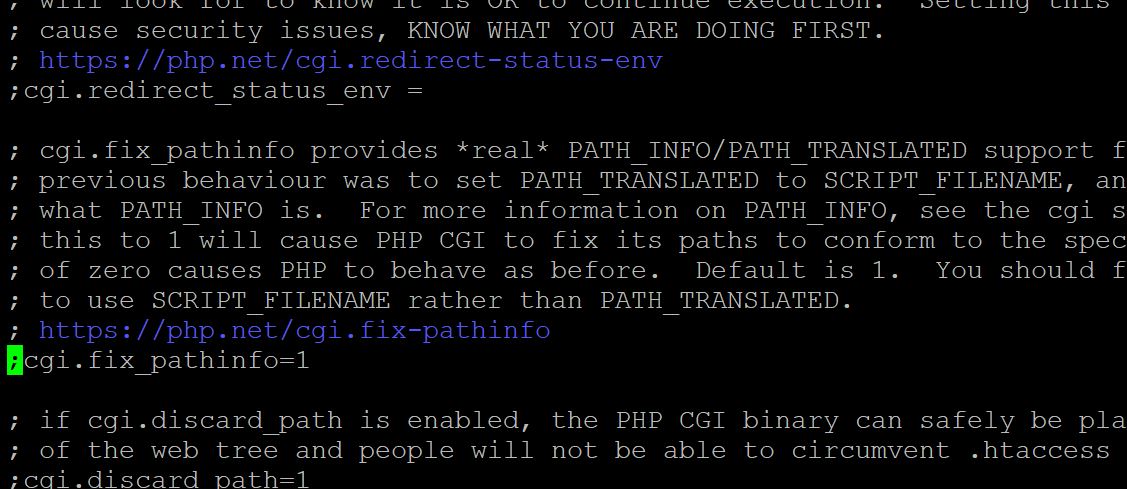 ; will look for to know it is OK to continue execution.  Setting this
; cause security issues, KNOW WHAT YOU ARE DOING FIRST.
; https://php.net/cgi.redirect-status-env
;cgi.redirect_status_env =
; cgi.fix_pathinfo provides *real* PATH_INFO/PATH_TRANSLATED support f
; previous behaviour was to set PATH_TRANSLATED to SCRIPT_FILENAME, an
; what PATH_INFO is.  For more information on PATH_INFO, see the cgi s
; this to 1 will cause PHP CGI to fix its paths to conform to the spec
; of zero causes PHP to behave as before.  Default is 1.  You should f
; to use SCRIPT_FILENAME rather than PATH_TRANSLATED.
; https://php.net/cgi.fix-pathinfo
;cgi.fix_pathinfo=1
; if cgi.discard_path is enabled, the PHP CGI binary can safely be pla
; of the web tree and people will not be able to circumvent .htaccess
;cgi.discard_path=1